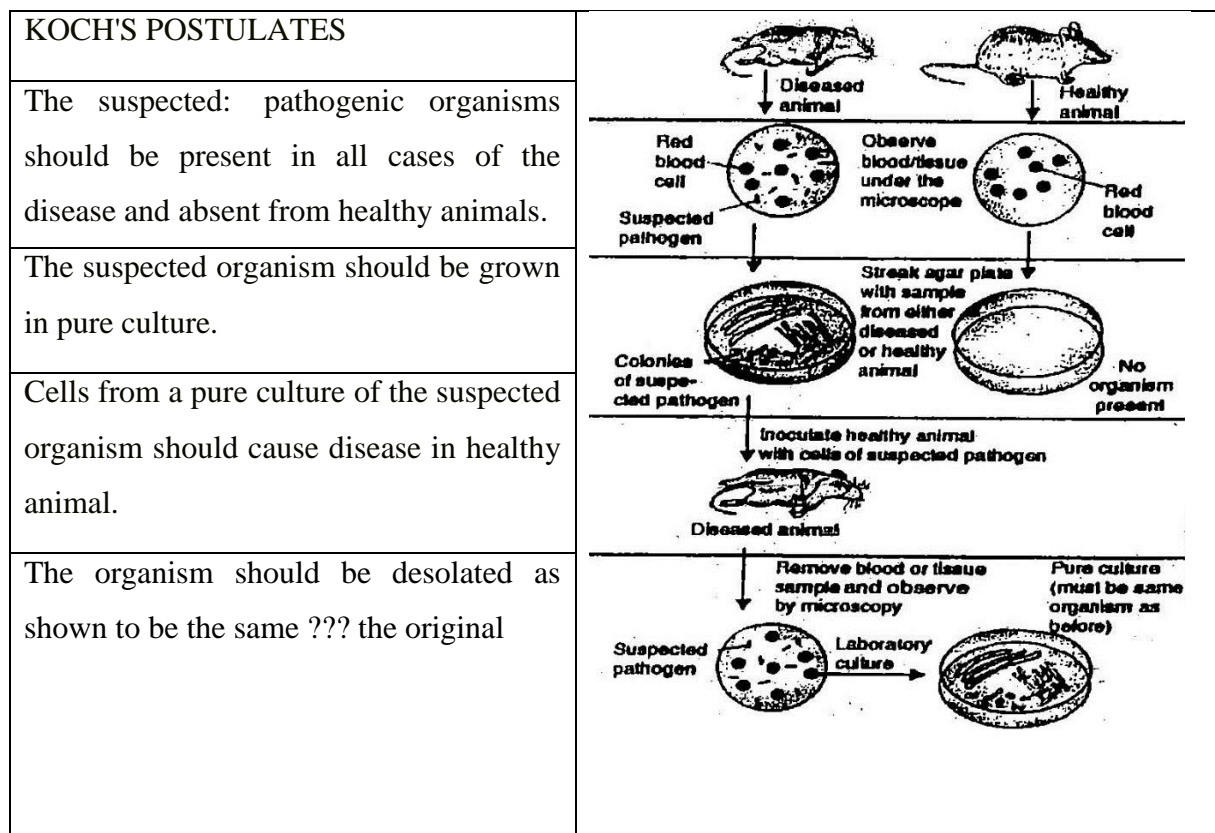 KOCH'S POSTULATES
The suspected: pathogenic organisms
should be present in all cases of the
disease and absent from healthy animals.
The suspected organism should be grown
in pure culture.
Cells from a pure culture of the suspected
organism should cause disease in healthy
animal.
The organism should be desolated as
shown to be the same ??? the original
Diseased
animal
Healthy
animal
Red
blood
cell
Suspected
pathogen
Observe
blood/tissue
under the
microscope
Red
blood
cell
Streak agar plate
with sample
from either
diseased
or healthy
animal
Colonies
of suspe-
cted pathogen
No
organism
present
Inoculate healthy animal
with cells of suspected pathogen
Diseased animal
Remove blood or tissue
sample and observe
by microscopy
Pure culture
(must be same
organism as
before)
Suspected
pathogen
Laboratory
culture